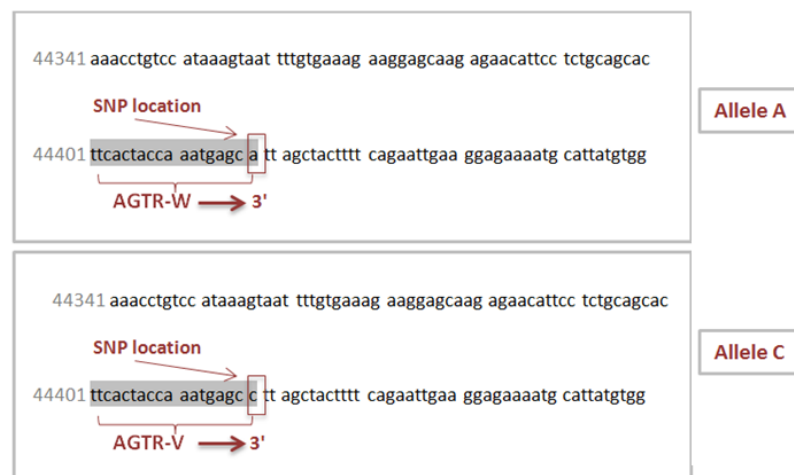 44341 aaacctgtcc ataaagtaat tttgtgaaag aaggagcaag agaacattcc tctgcagcac
SNP location
Allele A
44401 ttcactacca aatgagc a tt agctactttt cagaattgaa ggagaaaatg cattatgtgg
AGTR-W 3'
44341 aaacctgtcc ataaagtaat tttgtgaaag aaggagcaag agaacattcc tctgcagcac
SNP location
Allele C
44401 ttcactacca aatgagc c tt agctactttt cagaattgaa ggagaaaatg cattatgtgg
AGTR-V 3'